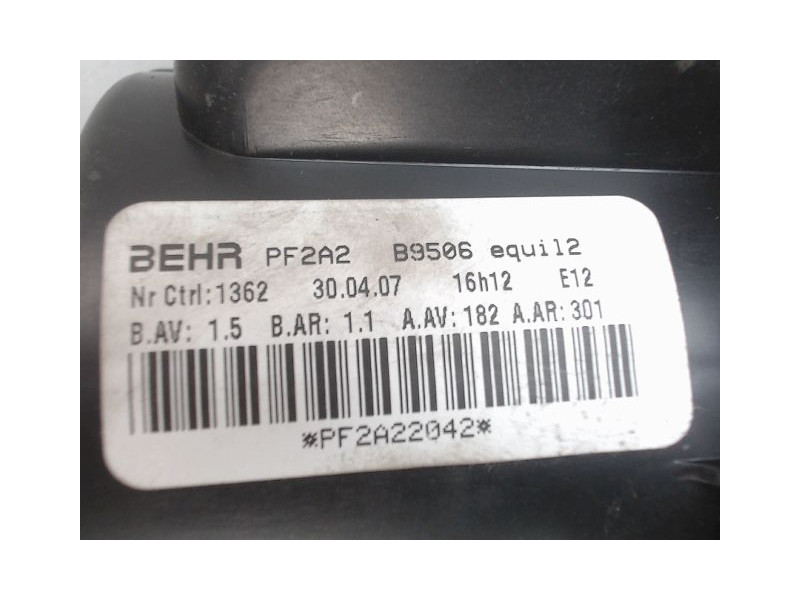 BEHR PF2A2 B9506 equil2
Nr Ctrl:1362 30.04.07 16h12 E12
B.AV: 1.5 B.AR: 1.1 A.AV:182 A.AR:301
*PF2A22042*